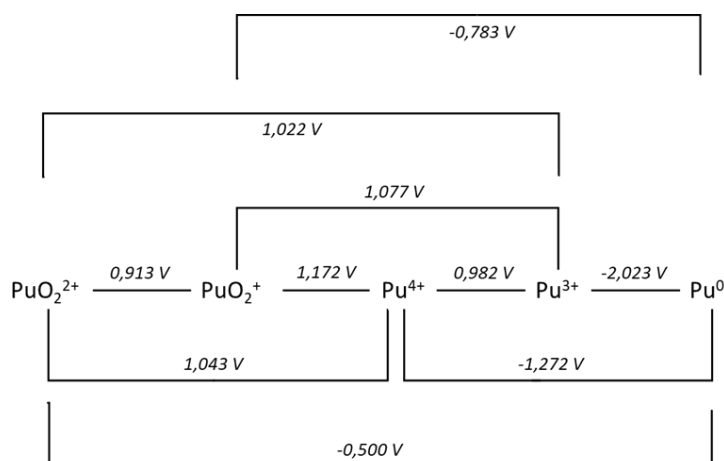 -0,783 V
1,022 V
1,077 V
PuO₂²⁺ 0,913 V PuO₂⁺ 1,172 V Pu⁴⁺ 0,982 V Pu³⁺ -2,023 V Pu⁰
1,043 V -1,272 V
-0,500 V